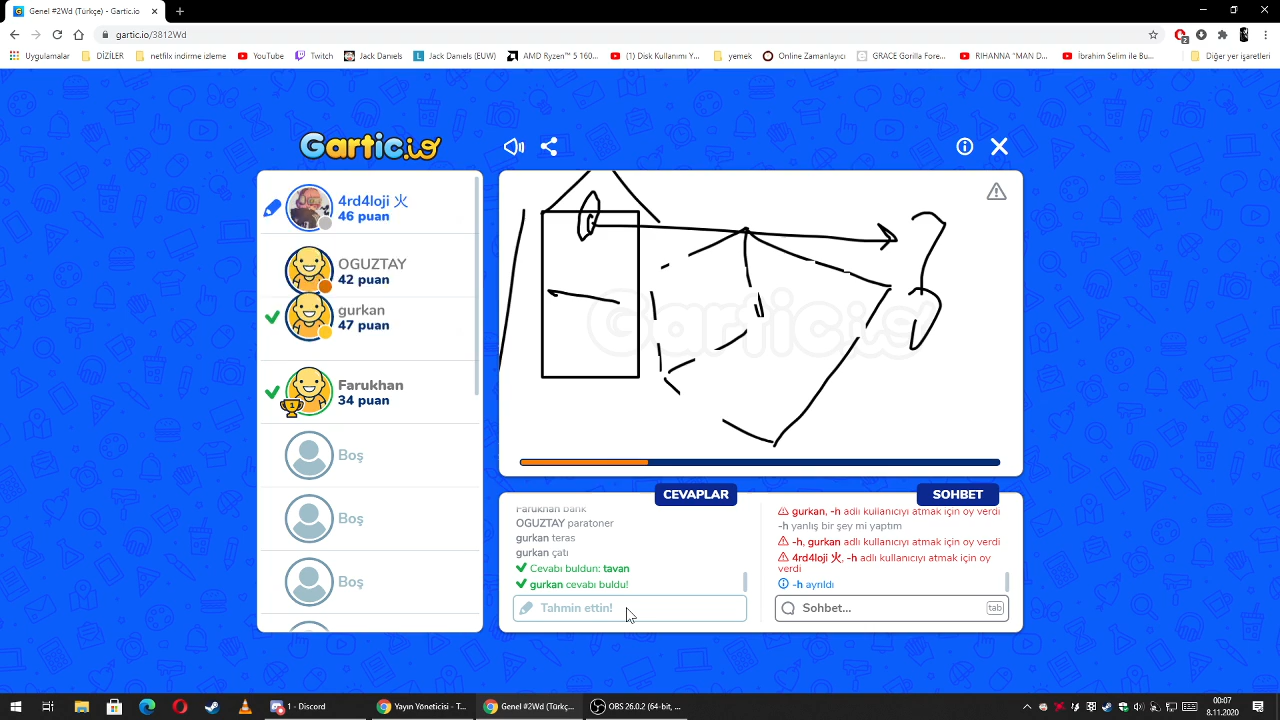 Genel #2Wd (Türkçe) - Gartic.io
gartic.io/3812Wd
2
Uygulamalar
DİZİLER
netflix indirme izleme
YouTube
Twitch
Jack Daniels
Jack Daniels (EUW)
AMD Ryzen™ 5 160...
(1) Disk Kullanımı Y...
yemek
Online Zamanlayıcı
GRACE Gorilla Fore...
RIHANNA "MAN D...
İbrahim Selim ile Bu...
Diğer yer işaretleri
Gartic.io
4rd4loji 火
46 puan
OGUZTAY
42 puan
gurkan
47 puan
1
Farukhan
34 puan
Boş
Boş
Boş
Gartic.io
CEVAPLAR
Farukhan bank
OGUZTAY paratoner
gurkan teras
gurkan çatı
Cevabı buldun: tavan
gurkan cevabı buldu!
Tahmin ettin!
SOHBET
gurkan, -h adlı kullanıcıyı atmak için oy verdi
-h yanlış bir şey mi yaptım
-h, gurkan adlı kullanıcıyı atmak için oy verdi
4rd4loji 火, -h adlı kullanıcıyı atmak için oy
verdi
-h ayrıldı
Sohbet...
tab
1 - Discord
Yayın Yöneticisi - T...
Genel #2Wd (Türkç...
OBS 26.0.2 (64-bit, ...
00:07
8.11.2020